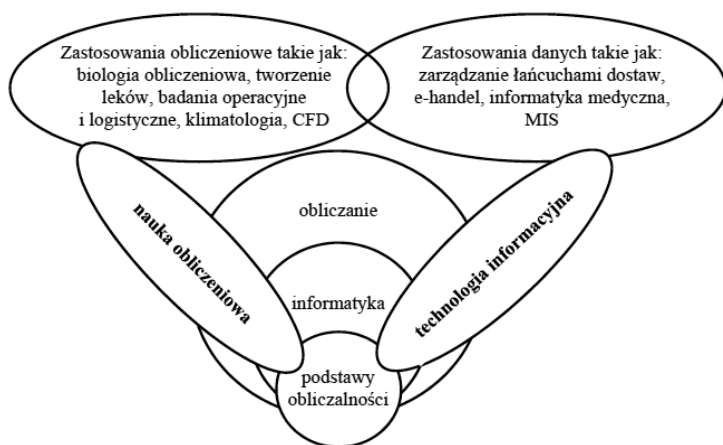 Zastosowania obliczeniowe takie jak:
biologia obliczeniowa, tworzenie
leków, badania operacyjne
i logistyczne, klimatologia, CFD
Zastosowania danych takie jak:
zarządzanie łańcuchami dostaw,
e-handel, informatyka medyczna,
MIS
nauka obliczeniowa
obliczanie
technologia informacyjna
informatyka
podstawy
obliczalności